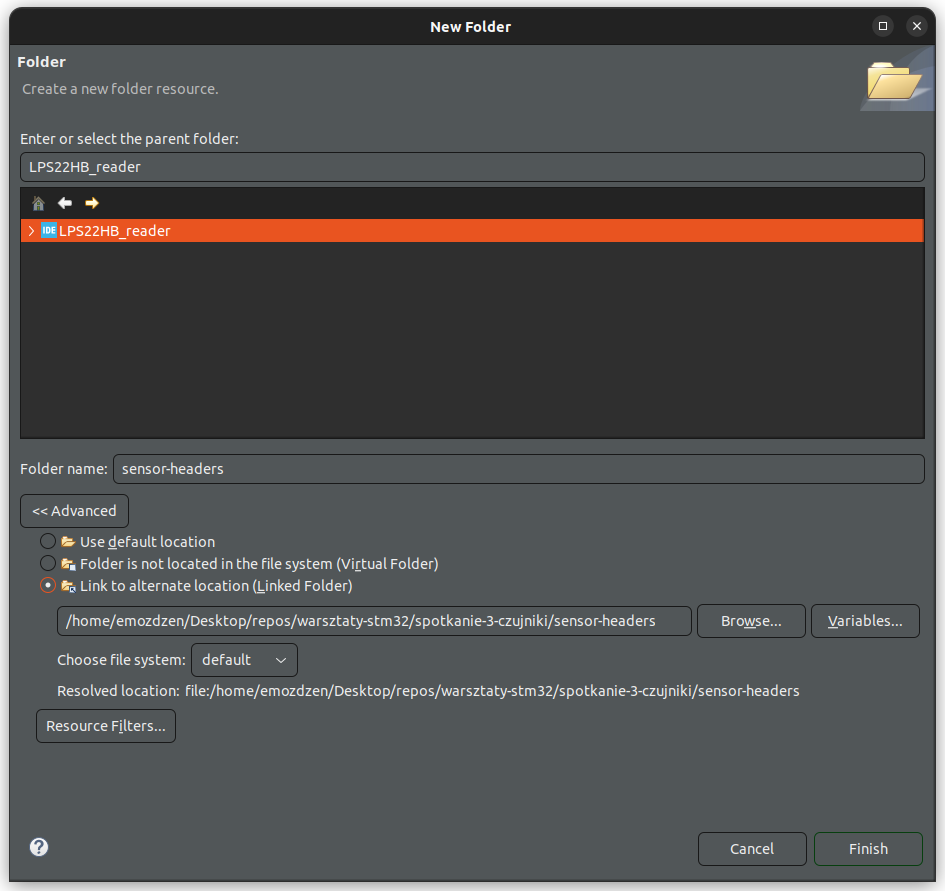 New Folder
Folder
Create a new folder resource.
Enter or select the parent folder:
LPS22HB_reader
IDE LPS22HB_reader
Folder name: sensor-headers
<< Advanced
Use default location
Folder is not located in the file system (Virtual Folder)
Link to alternate location (Linked Folder)
/home/emozdzen/Desktop/repos/warsztaty-stm32/spotkanie-3-czujniki/sensor-headers Browse... Variables...
Choose file system: default
Resolved location: file:/home/emozdzen/Desktop/repos/warsztaty-stm32/spotkanie-3-czujniki/sensor-headers
Resource Filters...
? Cancel Finish